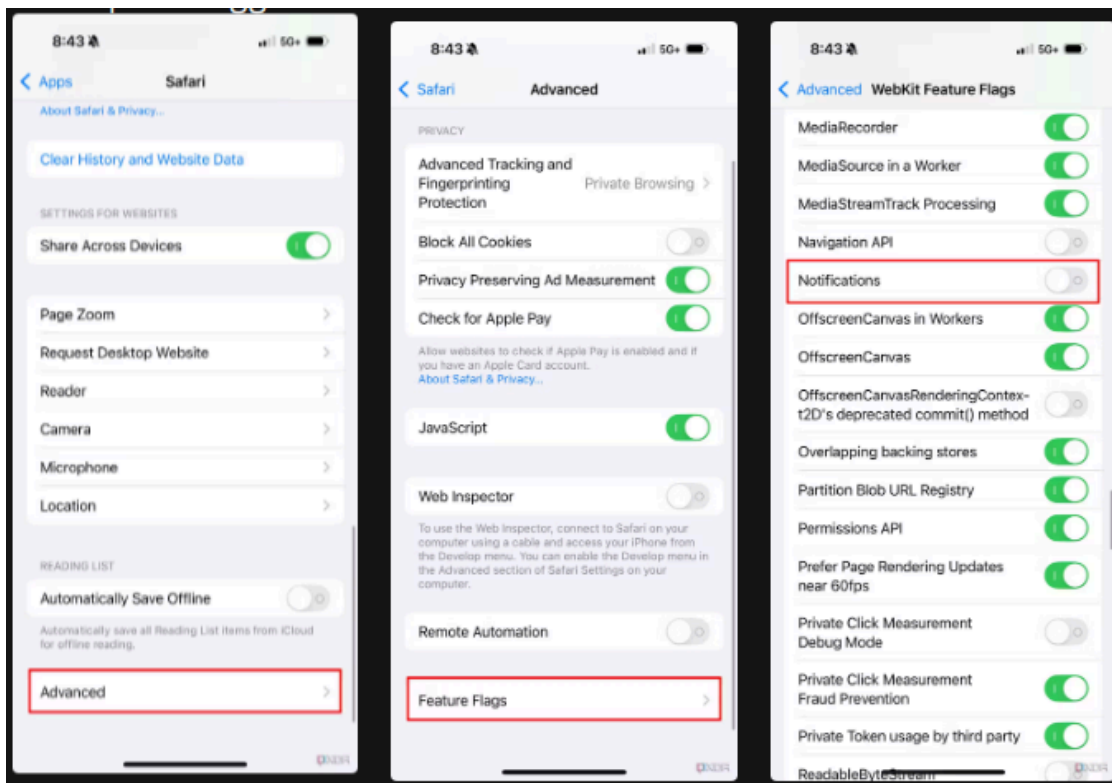 8:43
5G+
Apps
Safari
About Safari & Privacy...
Clear History and Website Data
SETTINGS FOR WEBSITES
Share Across Devices
Page Zoom
Request Desktop Website
Reader
Camera
Microphone
Location
READING LIST
Automatically Save Offline
Automatically save all Reading List items from iCloud
for offline reading.
Advanced
8:43
5G+
Safari
Advanced
PRIVACY
Advanced Tracking and
Fingerprinting
Protection
Private Browsing
Block All Cookies
Privacy Preserving Ad Measurement
Check for Apple Pay
Allow websites to check if Apple Pay is enabled and if
you have an Apple Card account.
About Safari & Privacy...
JavaScript
Web Inspector
To use the Web Inspector, connect to Safari on your
computer using a cable and access your iPhone from
the Develop menu. You can enable the Develop menu in
the Advanced section of Safari Settings on your
computer.
Remote Automation
Feature Flags
8:43
5G+
Advanced
WebKit Feature Flags
MediaRecorder
MediaSource in a Worker
MediaStreamTrack Processing
Navigation API
Notifications
OffscreenCanvas in Workers
OffscreenCanvas
OffscreenCanvasRenderingContex-
t2D's deprecated commit() method
Overlapping backing stores
Partition Blob URL Registry
Permissions API
Prefer Page Rendering Updates
near 60fps
Private Click Measurement
Debug Mode
Private Click Measurement
Fraud Prevention
Private Token usage by third party
ReadableByteStream